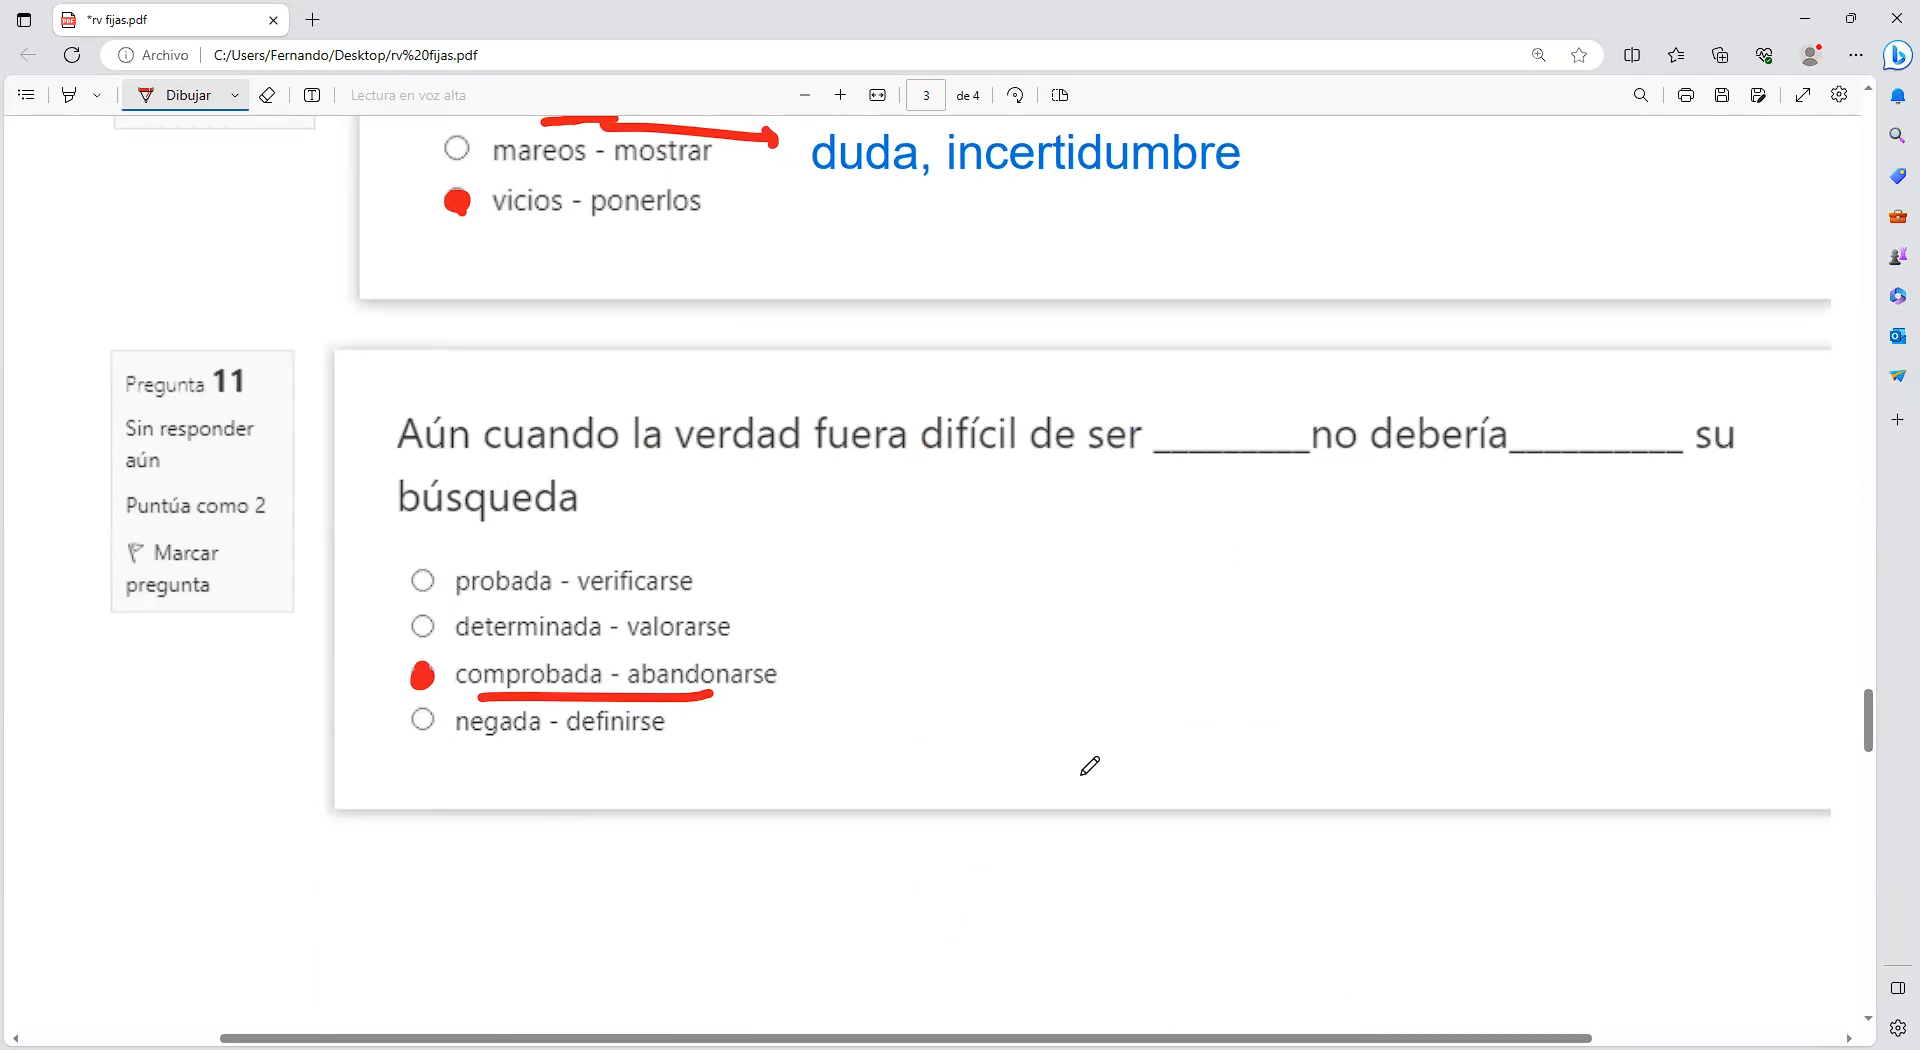 *rv fijas.pdf
Archivo
C:/Users/Fernando/Desktop/rv%20fijas.pdf
Dibujar
Lectura en voz alta
3
de 4
mareos - mostrar
duda, incertidumbre
vicios - ponerlos
Pregunta 11
Sin responder
aún
Puntúa como 2
Marcar
pregunta
Aún cuando la verdad fuera difícil de ser _________no debería__________ su
búsqueda
probada - verificarse
determinada - valorarse
comprobada - abandonarse
negada - definirse